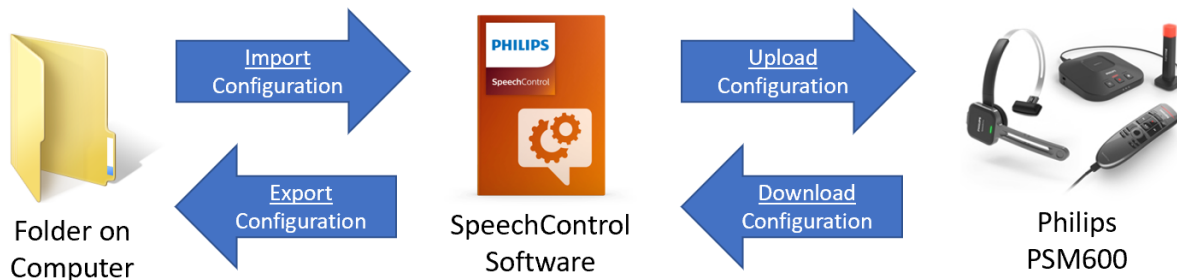 Import
Configuration
PHILIPS
SpeechControl
Upload
Configuration
Export
Configuration
Download
Configuration
Folder on
Computer
SpeechControl
Software
Philips
PSM600